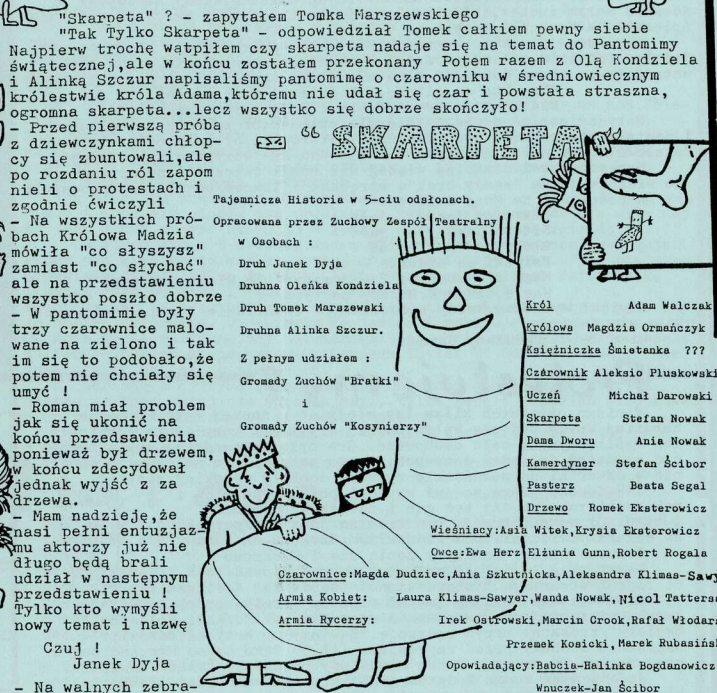 "Skarpeta" ? - zapytałem Tomka Marszewskiego
"Tak Tylko Skarpeta" - odpowiedział Tomek całkiem pewny siebie
Najpierw trochę wątpiłem czy skarpeta nadaje się na temat do Pantomimy
świątecznej,ale w końcu zostałem przekonany Potem razem z Olą Kondziela
i Alinką Szczur napisaliśmy pantomimę o czarowniku w średniowiecznym
królestwie króla Adama,któremu nie udał się czar i powstała straszna,
ogromna skarpeta...lecz wszystko się dobrze skończyło!
- Przed pierwszą próbą
z dziewczynkami chłop-
cy się zbuntowali,ale
po rozdaniu ról zapom
nieli o protestach i
zgodnie ćwiczyli
- Na wszystkich pró-
bach Królowa Madzia
mówiła "co słyszysz"
zamiast "co słychać"
ale na przedstawieniu
wszystko poszło dobrze
- W pantomimie były
trzy czarownice malo-
wane na zielono i tak
im się to podobało,że
potem nie chciały się
umyć !
- Roman miał problem
jak się ukonić na
końcu przedsawienia
ponieważ był drzewem,
w końcu zdecydował
jednak wyjść z za
drzewa.
- Mam nadzieję,że
nasi pełni entuzjaz-
mu aktorzy już nie
długo będą brali
udział w następnym
przedstawieniu !
Tylko kto wymyśli
nowy temat i nazwę
Czuj !
Janek Dyja
- Na walnych zebra-
"SKARPETA
Tajemnicza Historia w 5-ciu odsłonach.
Opracowana przez Zuchowy Zespół Teatralny
w Osobach :
Druh Janek Dyja
Druhna Oleńka Kondziela
Druh Tomek Marszewski
Druhna Alinka Szczur.
Z pełnym udziałem :
Gromady Zuchów "Bratki"
i
Gromady Zuchów "Kosynierzy"
Król Adam Walczak
Królowa Magdzia Ormańczyk
Księżniczka Śmietanka ???
Czarownik Aleksio Pluskowski
Uczeń Michał Darowski
Skarpeta Stefan Nowak
Dama Dworu Ania Nowak
Kamerdyner Stefan Ścibor
Pasterz Beata Segal
Drzewo Romek Eksterowicz
Wieśniacy:Asia Witek,Krysia Eksterowicz
Owce:Ewa Herz Elżunia Gunn,Robert Rogala
Czarownice:Magda Dudziec,Ania Szkutnicka,Aleksandra Klimas-Sawy
Armia Kobiet: Laura Klimas-Sawyer,Wanda Nowak,Nicol Tatters
Armia Rycerzy: Irek Ostrowski,Marcin Crook,Rafał Włodar
Przemek Kosicki, Marek Rubasińs
Opowiadający:Babcia-Halinka Bogdanowicz
Wnuczek-Jan Ścibor